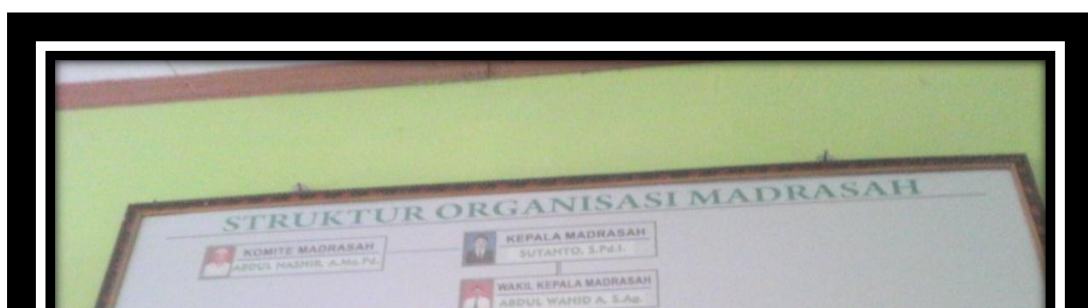 STRUKTUR ORGANISASI MADRASAH
KOMITE MADRASAH
ABDUL NASHIR, A.Ma.Pd.
KEPALA MADRASAH
SUTANTO, S.Pd.I.
WAKIL KEPALA MADRASAH
ABDUL WAHID A, S.Ag.